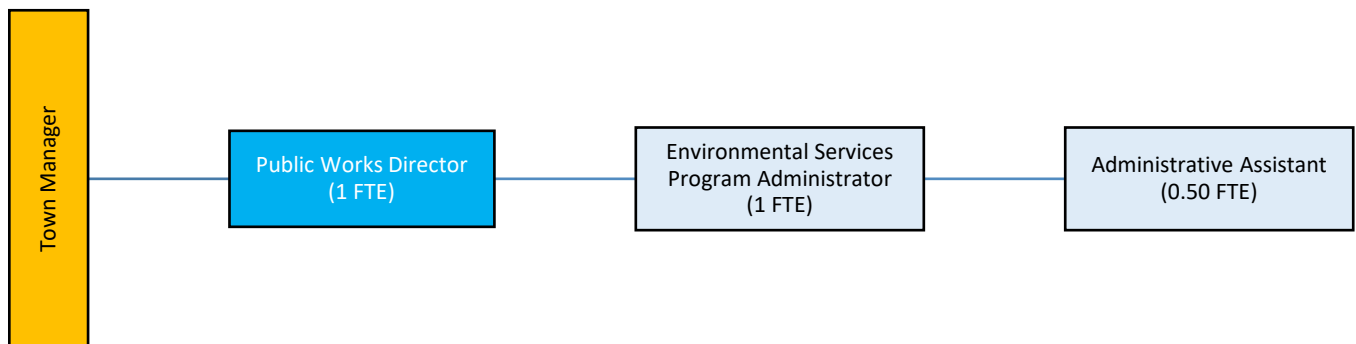 Town Manager
Public Works Director
(1 FTE)
Environmental Services
Program Administrator
(1 FTE)
Administrative Assistant
(0.50 FTE)